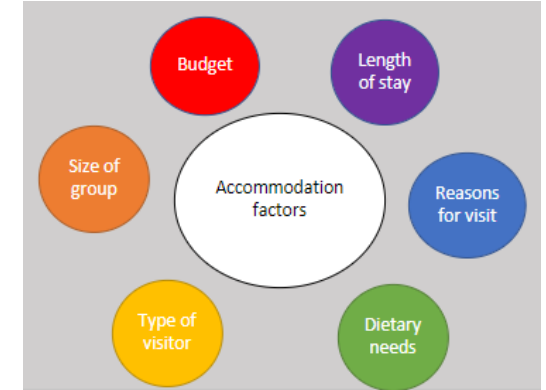 Budget
Length
of stay
Size of
group
Accommodation
factors
Reasons
for visit
Type of
visitor
Dietary
needs